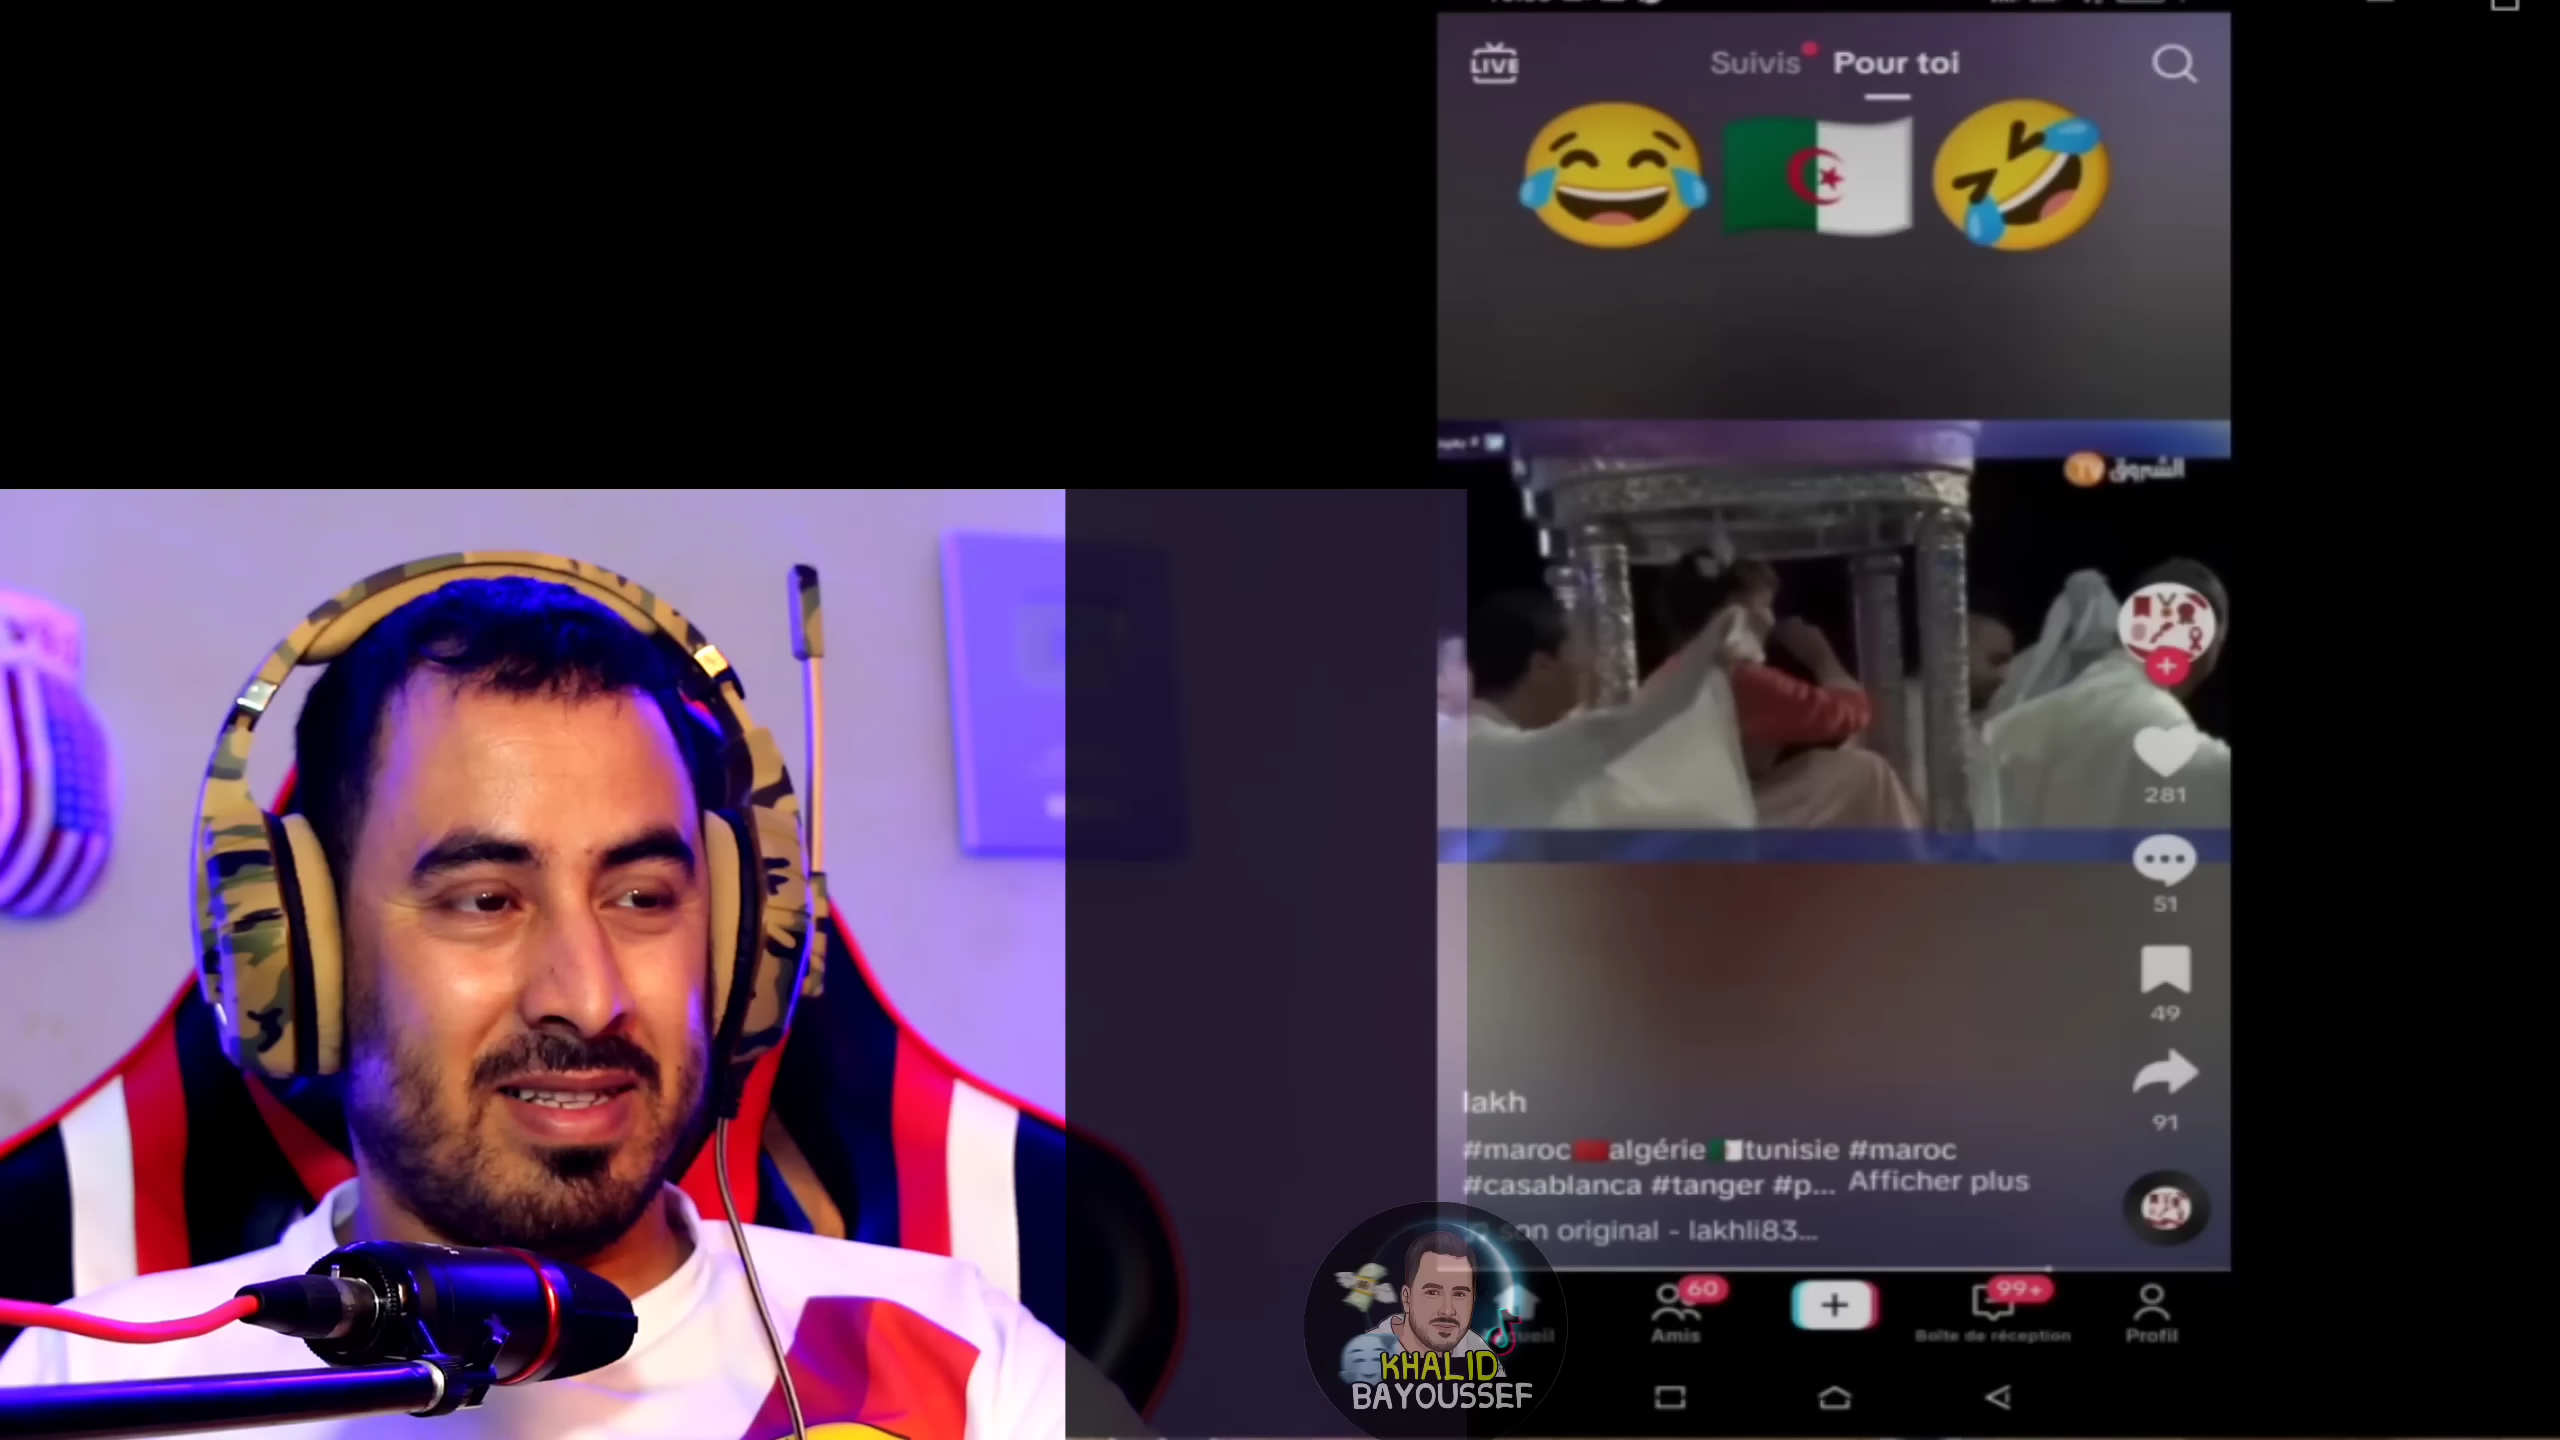 LIVE
Suivis Pour toi
TV الشروق
281
51
49
91
lakh
#maroc algérie tunisie #maroc
#casablanca #tanger #p... Afficher plus
son original - lakhli83...
60
99+
Amis
Boîte de réception
Profil
KHALID
BAYOUSSEF